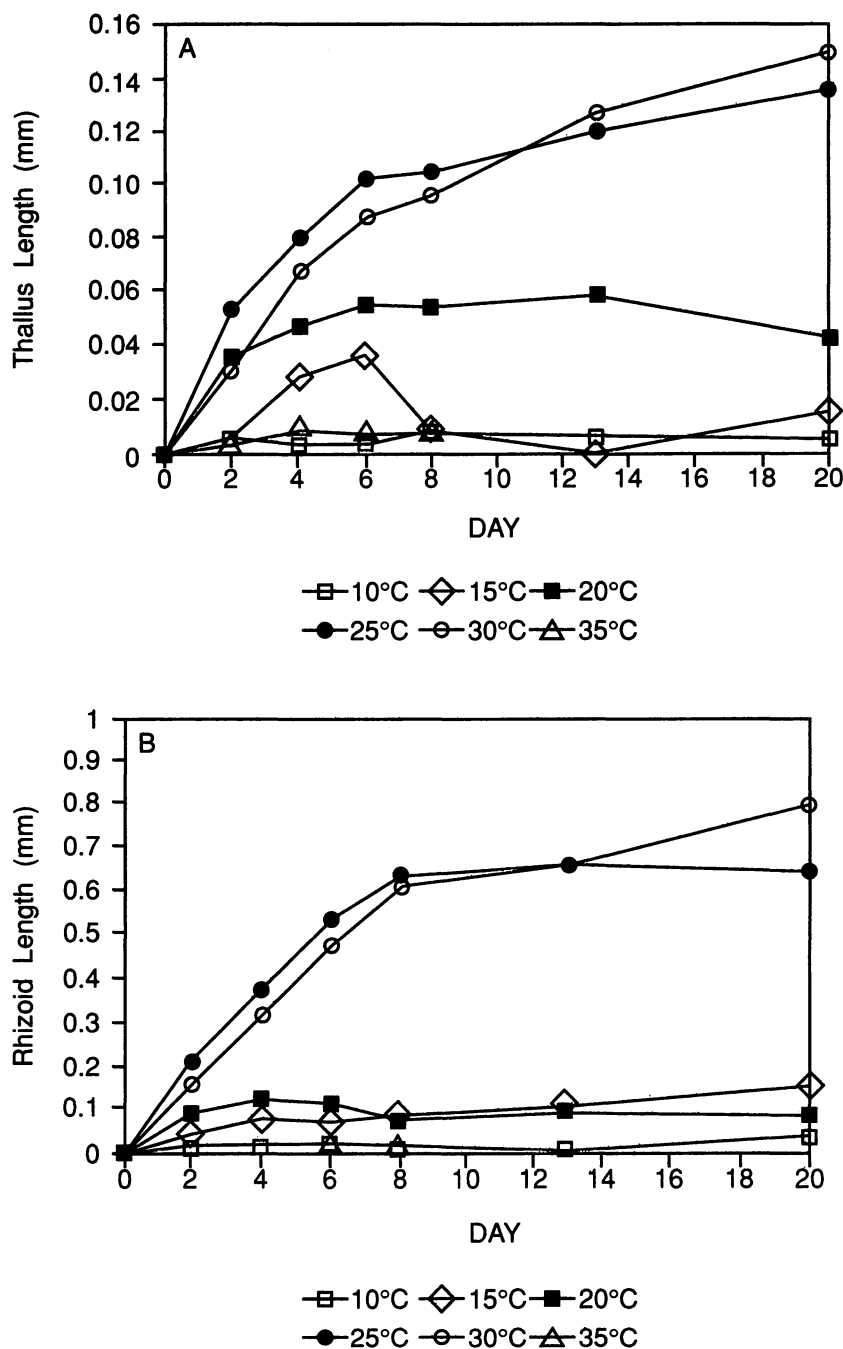 A
0.16
0.14
0.12
0.10
0.08
0.06
0.04
0.02
0
Thallus Length (mm)
0 2 4 6 8 10 12 14 16 18 20
DAY
10°C 15°C 20°C
25°C 30°C 35°C
B
1
0.9
0.8
0.7
0.6
0.5
0.4
0.3
0.2
0.1
0
Rhizoid Length (mm)
0 2 4 6 8 10 12 14 16 18 20
DAY
10°C 15°C 20°C
25°C 30°C 35°C